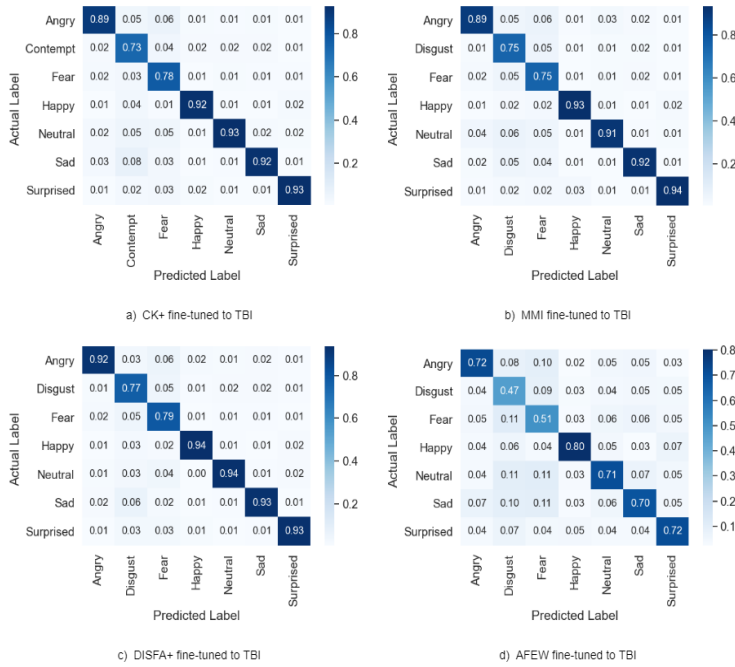 Angry 0.89 0.05 0.06 0.01 0.01 0.02 0.01
Contempt 0.02 0.73 0.04 0.02 0.01 0.02 0.01
Fear 0.02 0.03 0.78 0.01 0.01 0.01 0.01
Happy 0.01 0.04 0.01 0.92 0.01 0.01 0.02
Neutral 0.02 0.05 0.05 0.01 0.93 0.02 0.02
Sad 0.03 0.08 0.03 0.01 0.01 0.92 0.01
Surprised 0.01 0.02 0.03 0.02 0.01 0.01 0.93
Actual Label
0.8
0.6
0.4
0.2
Angry Contempt Fear Happy Neutral Sad Surprised
Predicted Label
a) CK+ fine-tuned to TBI
Angry 0.89 0.05 0.06 0.01 0.03 0.02 0.01
Disgust 0.01 0.75 0.05 0.01 0.01 0.02 0.01
Fear 0.02 0.05 0.75 0.01 0.01 0.01 0.01
Happy 0.01 0.02 0.02 0.93 0.01 0.01 0.02
Neutral 0.04 0.06 0.05 0.01 0.91 0.01 0.01
Sad 0.02 0.05 0.04 0.01 0.01 0.92 0.01
Surprised 0.01 0.02 0.02 0.03 0.01 0.01 0.94
Actual Label
0.8
0.6
0.4
0.2
Angry Disgust Fear Happy Neutral Sad Surprised
Predicted Label
b) MMI fine-tuned to TBI
Angry 0.92 0.03 0.06 0.02 0.01 0.02 0.01
Disgust 0.01 0.77 0.05 0.01 0.02 0.02 0.01
Fear 0.02 0.05 0.79 0.01 0.01 0.01 0.01
Happy 0.01 0.03 0.02 0.94 0.01 0.01 0.02
Neutral 0.01 0.03 0.04 0.00 0.94 0.01 0.02
Sad 0.02 0.06 0.02 0.01 0.01 0.93 0.01
Surprised 0.01 0.03 0.03 0.01 0.01 0.01 0.93
Actual Label
0.8
0.6
0.4
0.2
Angry Disgust Fear Happy Neutral Sad Surprised
Predicted Label
c) DISFA+ fine-tuned to TBI
Angry 0.72 0.08 0.10 0.02 0.05 0.05 0.03
Disgust 0.04 0.47 0.09 0.03 0.04 0.05 0.05
Fear 0.05 0.11 0.51 0.03 0.06 0.06 0.05
Happy 0.04 0.06 0.04 0.80 0.05 0.03 0.07
Neutral 0.04 0.11 0.11 0.03 0.71 0.07 0.05
Sad 0.07 0.10 0.11 0.03 0.06 0.70 0.05
Surprised 0.04 0.07 0.04 0.05 0.04 0.04 0.72
Actual Label
0.8
0.7
0.6
0.5
0.4
0.3
0.2
0.1
Angry Disgust Fear Happy Neutral Sad Surprised
Predicted Label
d) AFEW fine-tuned to TBI